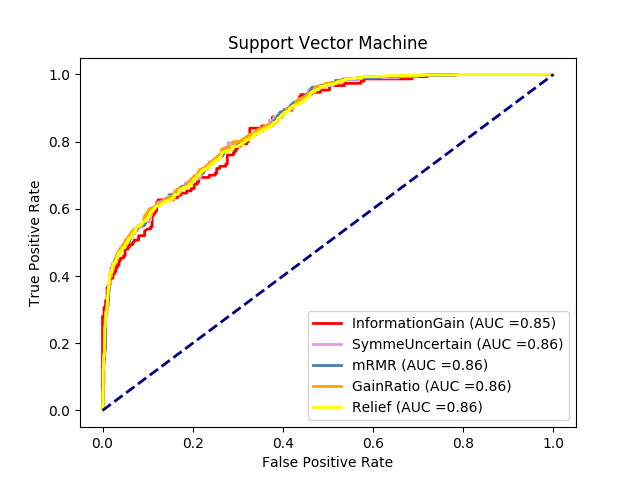 Support Vector Machine
True Positive Rate
1.0
0.8
0.6
0.4
0.2
0.0
InformationGain (AUC =0.85)
SymmeUncertain (AUC =0.86)
mRMR (AUC =0.86)
GainRatio (AUC =0.86)
Relief (AUC =0.86)
0.0 0.2 0.4 0.6 0.8 1.0
False Positive Rate